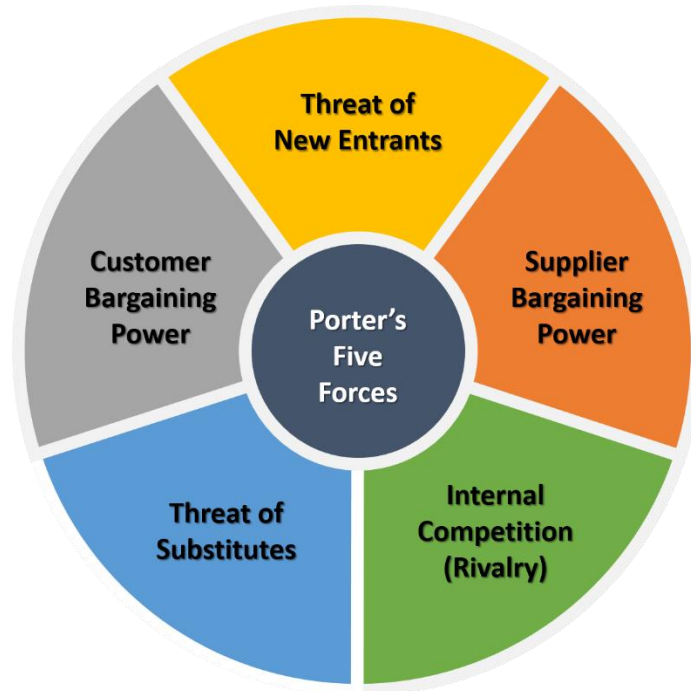 Threat of
New Entrants
Customer
Bargaining
Power
Supplier
Bargaining
Power
Porter's
Five
Forces
Threat of
Substitutes
Internal
Competition
(Rivalry)